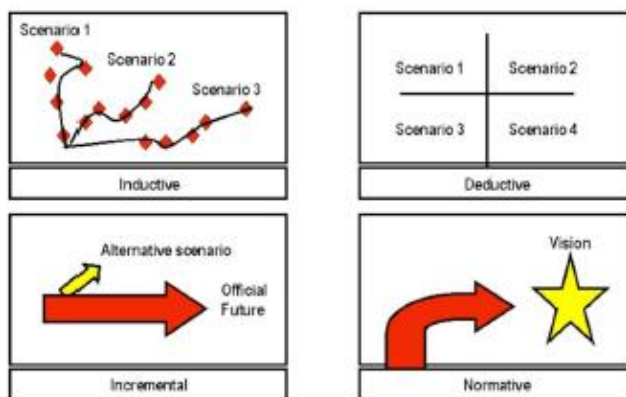 Scenario 1
Scenario 2
Scenario 3
Inductive
Scenario 1
Scenario 2
Scenario 3
Scenario 4
Deductive
Alternative scenario
Official
Future
Incremental
Vision
Normative